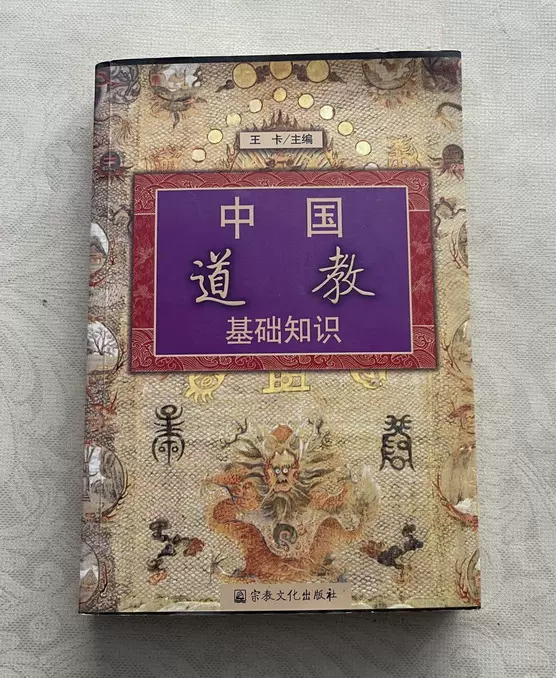 王 卡/主编
中 国
道 教
基础知识
宗教文化出版社